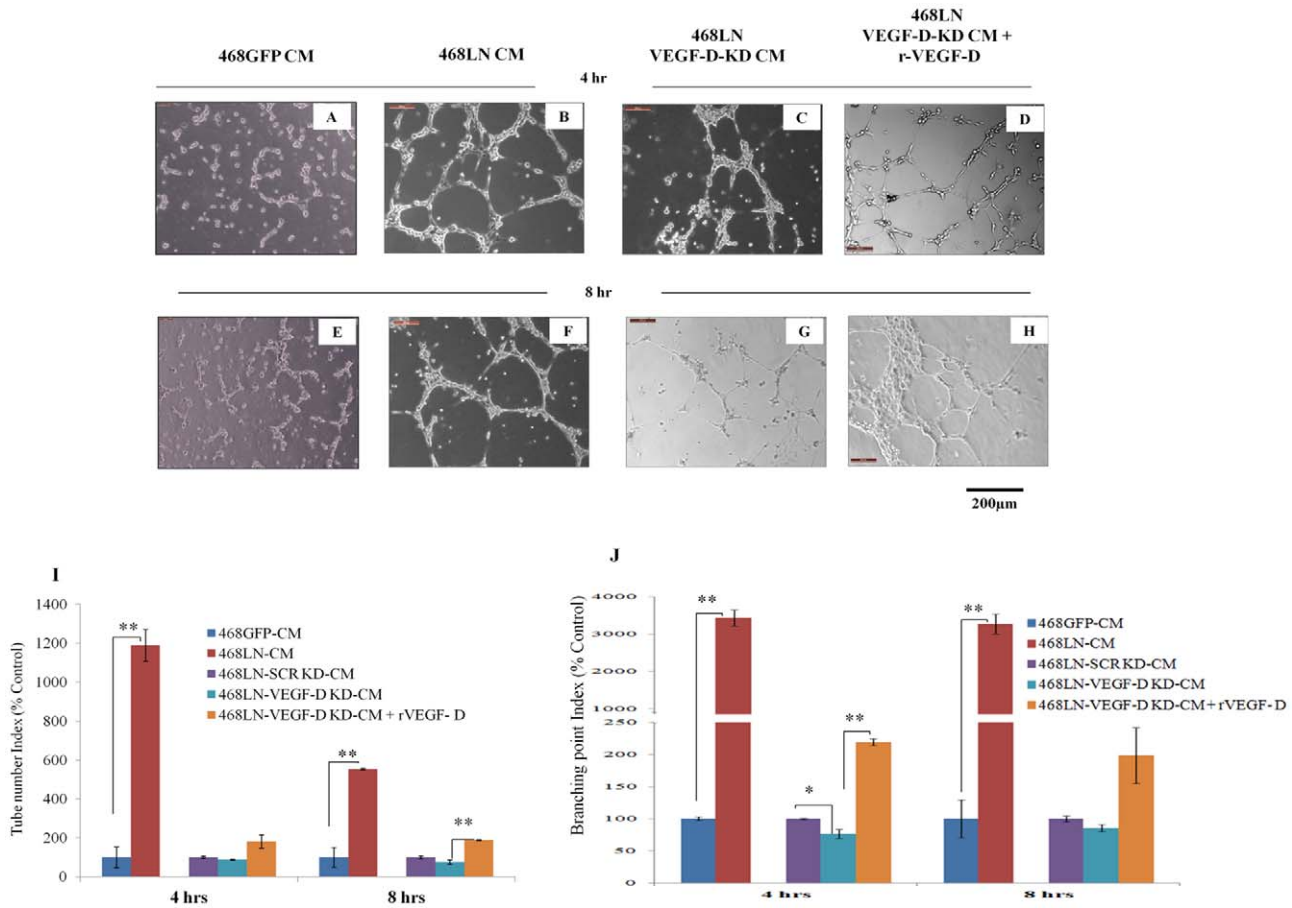 468GFP CM
468LN CM
468LN
VEGF-D-KD CM
468LN
VEGF-D-KD CM +
r-VEGF-D
4 hr
A
B
C
D
8 hr
E
F
G
H
200µm
I
Tube number Index (% Control)
1400
1200
1000
800
600
400
200
0
**
**
**
468GFP-CM
468LN-CM
468LN-SCR KD-CM
468LN-VEGF-D KD-CM
468LN-VEGF-D KD-CM + rVEGF- D
4 hrs
8 hrs
J
Branching point Index (% Control)
4000
3000
2000
1000
250
200
150
100
50
0
**
*
**
**
468GFP-CM
468LN-CM
468LN-SCR KD-CM
468LN-VEGF-D KD-CM
468LN-VEGF-D KD-CM + rVEGF- D
4 hrs
8 hrs